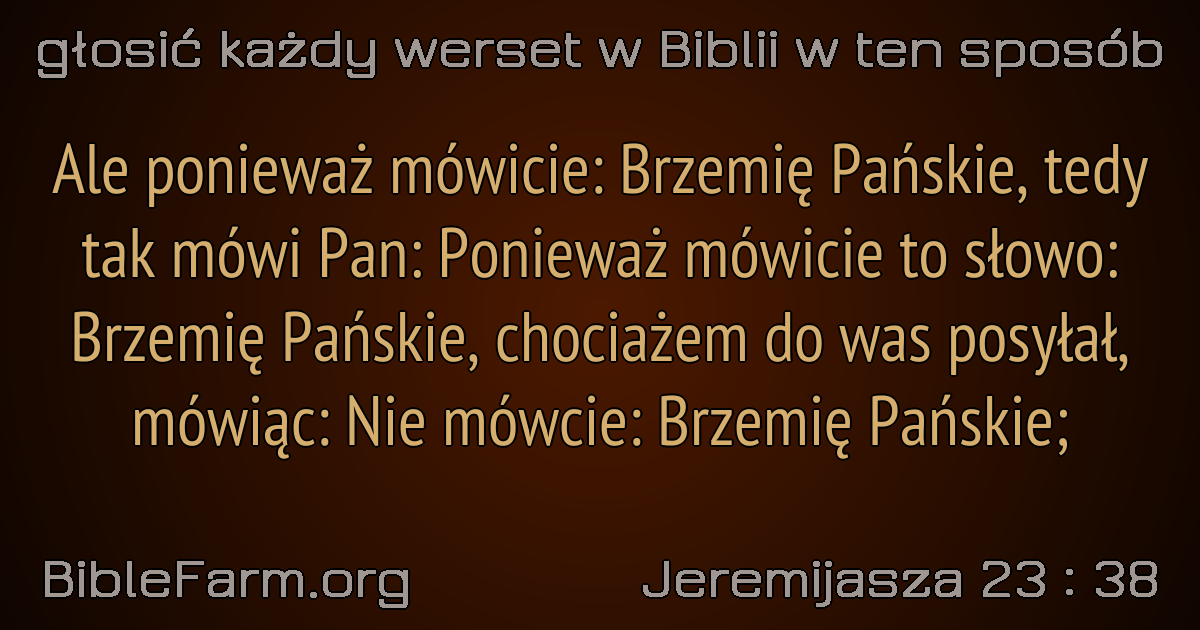 głosić każdy werset w Biblii w ten sposób
Ale ponieważ mówicie: Brzemię Pańskie, tedy
tak mówi Pan: Ponieważ mówicie to słowo:
Brzemię Pańskie, chociażem do was posyłał,
mówiąc: Nie mówcie: Brzemię Pańskie;
BibleFarm.org
Jeremijasza 23 : 38